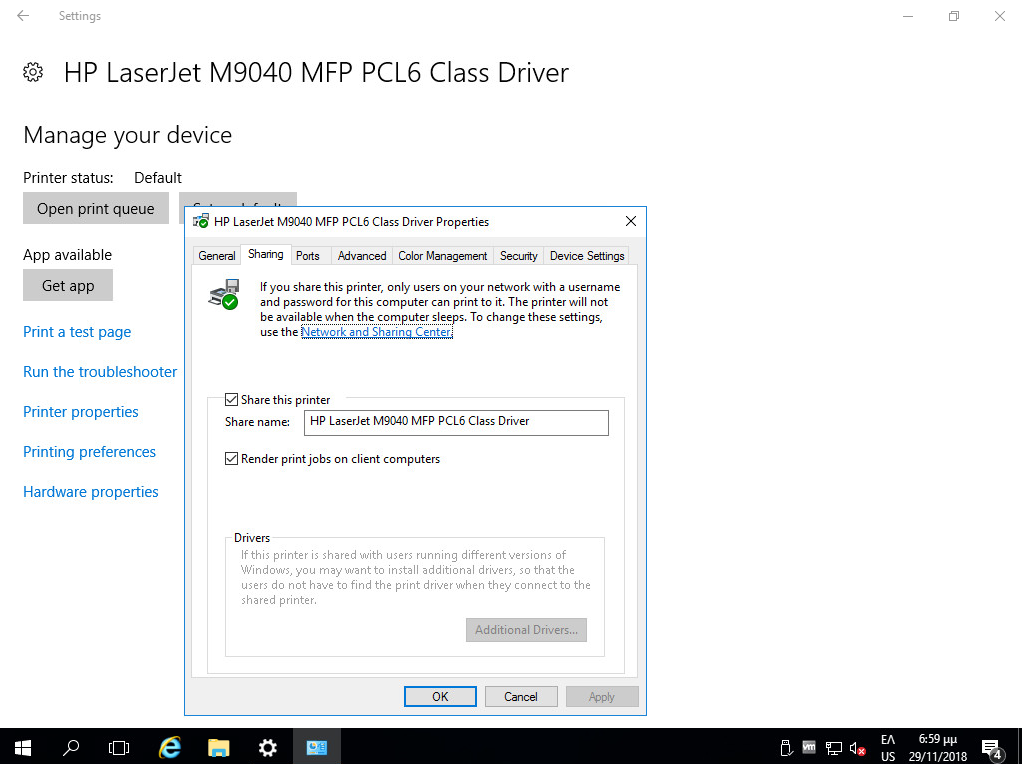 Settings
HP LaserJet M9040 MFP PCL6 Class Driver
Manage your device
Printer status: Default
Open print queue
App available
Get app
Print a test page
Run the troubleshooter
Printer properties
Printing preferences
Hardware properties
HP LaserJet M9040 MFP PCL6 Class Driver Properties
General Sharing Ports Advanced Color Management Security Device Settings
If you share this printer, only users on your network with a username
and password for this computer can print to it. The printer will not
be available when the computer sleeps. To change these settings,
use the Network and Sharing Center.
Share this printer
Share name: HP LaserJet M9040 MFP PCL6 Class Driver
Render print jobs on client computers
Drivers
If this printer is shared with users running different versions of
Windows, you may want to install additional drivers, so that the
users do not have to find the print driver when they connect to the
shared printer.
Additional Drivers...
OK Cancel Apply
vm
ΕΛ
US
6:59 μμ
29/11/2018
4